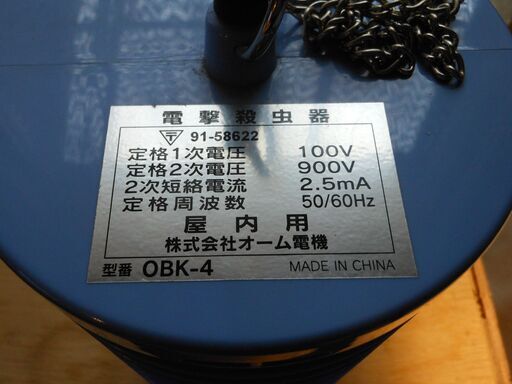 電撃殺虫器
〒 91-58622
定格1次電圧 100V
定格2次電圧 900V
2次短絡電流 2.5mA
定格周波数 50/60Hz
屋内用
株式会社オーム電機
型番 OBK-4 MADE IN CHINA